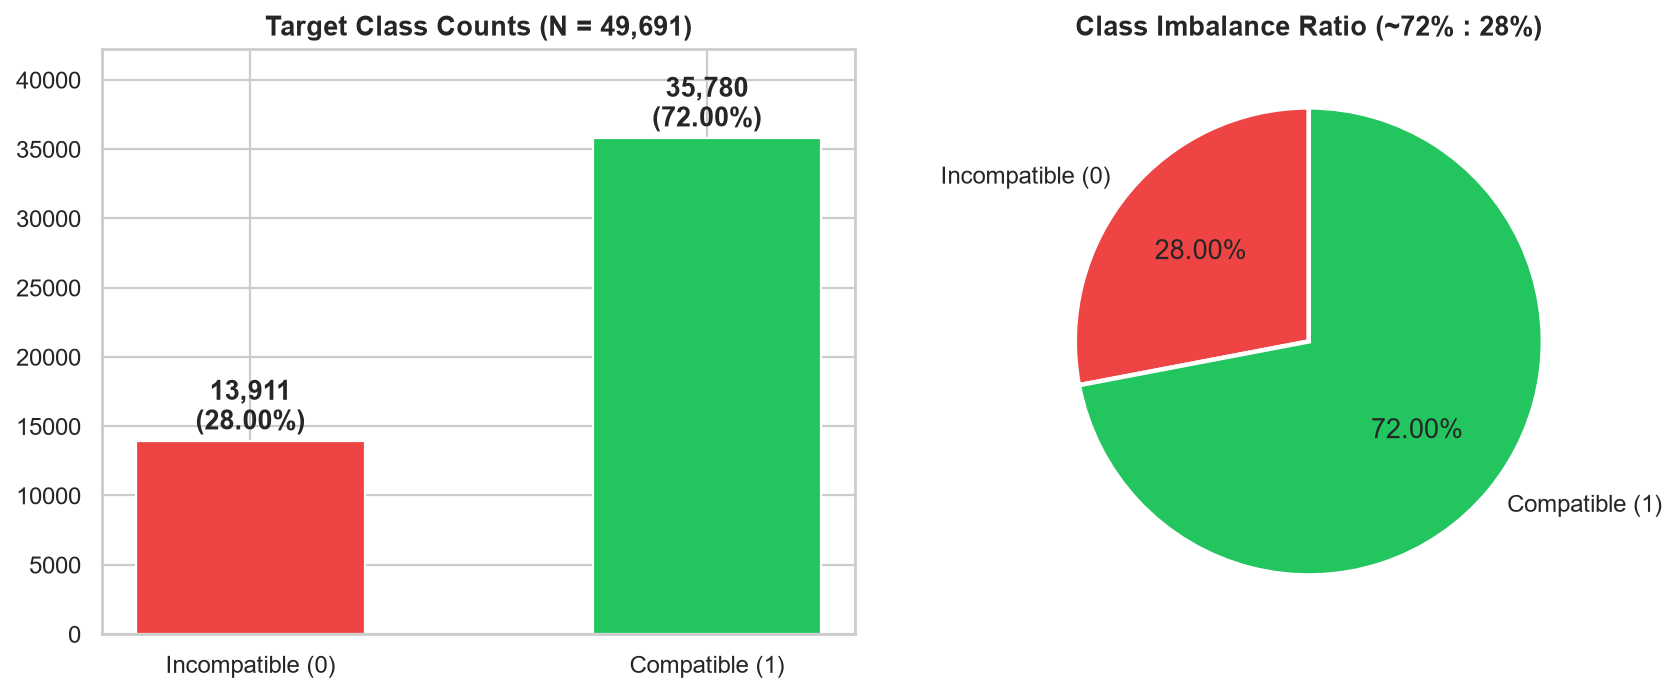 Target Class Counts (N = 49,691)
40000
35000
30000
25000
20000
15000
10000
5000
0
13,911
(28.00%)
35,780
(72.00%)
Incompatible (0)
Compatible (1)
Class Imbalance Ratio (~72% : 28%)
Incompatible (0)
28.00%
72.00%
Compatible (1)